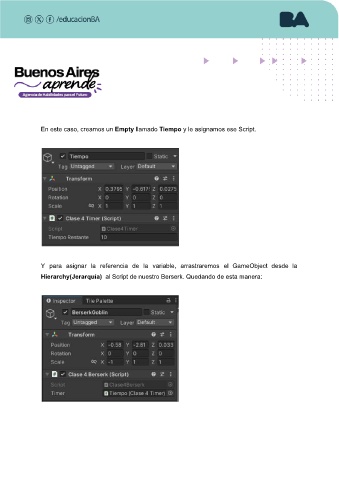 /educacionBA
BA
Buenos Aires
aprende
Agencia de Habilidades para el Futuro
En este caso, creamos un Empty llamado Tiempo y le asignamos ese Script.
Tiempo Static
Tag Untagged Layer Default
Transform
Position X 0.3795 Y -0.617! Z 0.0275
Rotation X 0 Y 0 Z 0
Scale X 1 Y 1 Z 1
Clase 4 Timer (Script)
Script Clase4Timer
Tiempo Restante 10
Y para asignar la referencia de la variable, arrastraremos el GameObject desde la
Hierarchy(Jerarquía) al Script de nuestro Berserk. Quedando de esta manera:
Inspector Tile Palette
BerserkGoblin Static
Tag Untagged Layer Default
Transform
Position X -0.58 Y -2.81 Z 0.033
Rotation X 0 Y 0 Z 0
Scale X -1 Y 1 Z 1
Clase 4 Berserk (Script)
Script Clase4Berserk
Timer Tiempo (Clase 4 Timer)